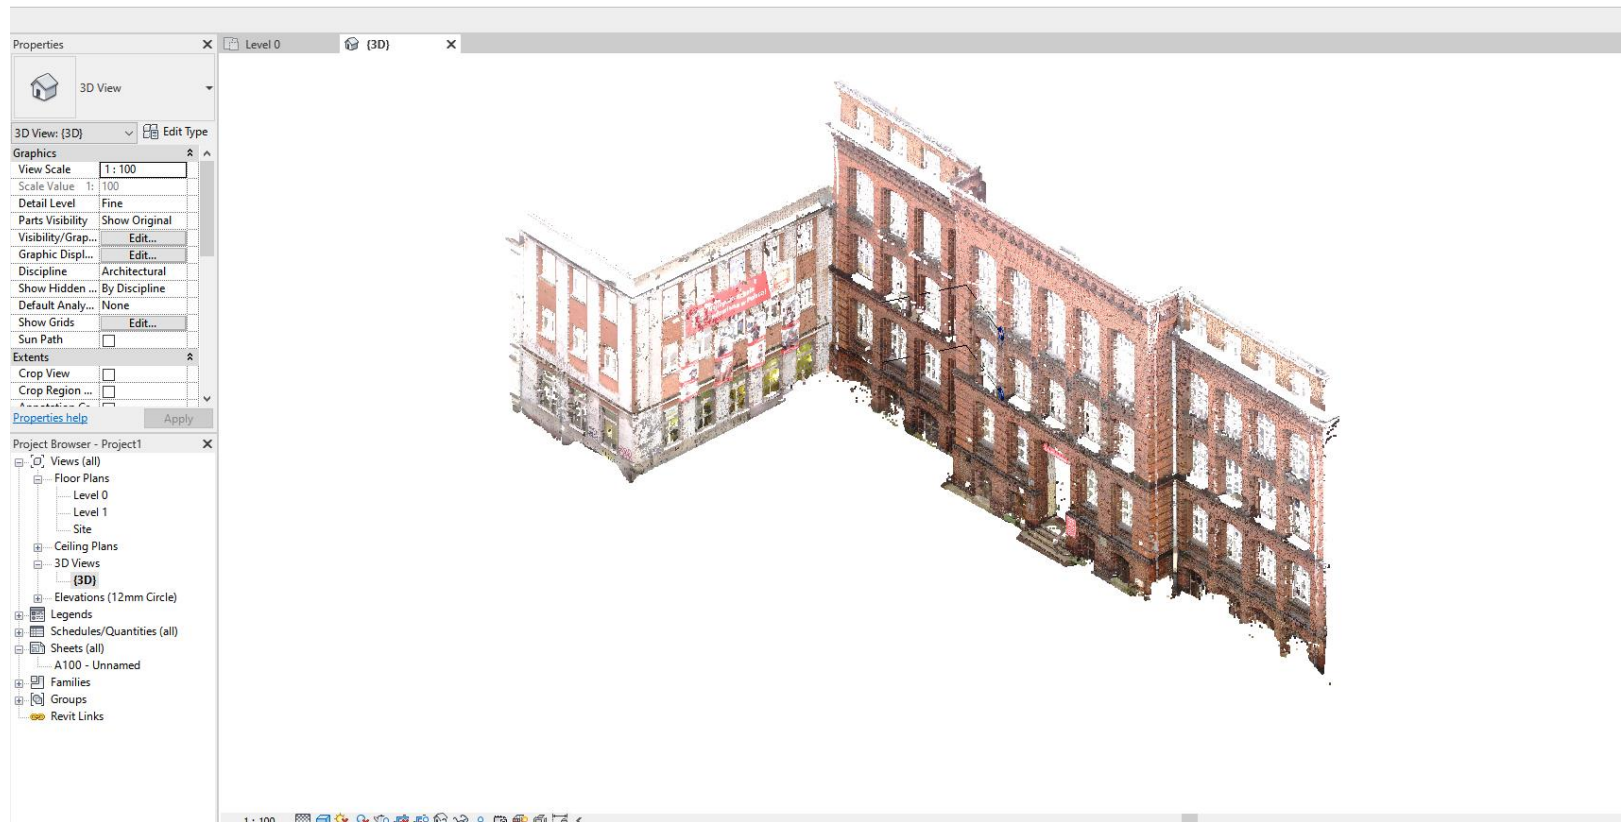 Properties
Level 0
{3D}
3D View
3D View: {3D}
Edit Type
Graphics
View Scale
1 : 100
Scale Value 1:
100
Detail Level
Fine
Parts Visibility
Show Original
Visibility/Grap...
Edit...
Graphic Displ...
Edit...
Discipline
Architectural
Show Hidden ...
By Discipline
Default Analy...
None
Show Grids
Edit...
Sun Path
Extents
Crop View
Crop Region ...
Properties help
Apply
Project Browser - Project1
Views (all)
Floor Plans
Level 0
Level 1
Site
Ceiling Plans
3D Views
{3D}
Elevations (12mm Circle)
Legends
Schedules/Quantities (all)
Sheets (all)
A100 - Unnamed
Families
Groups
Revit Links
1 : 100